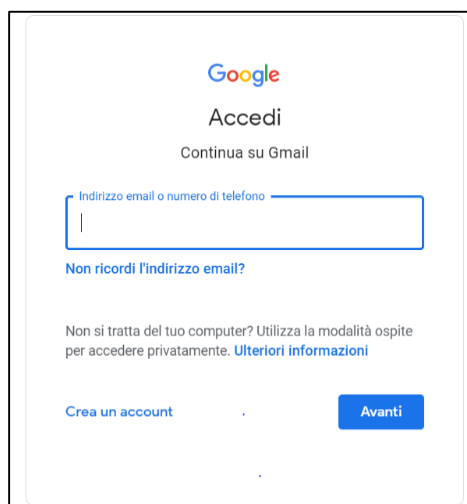 Google
Accedi
Continua su Gmail
Indirizzo email o numero di telefono
Non ricordi l'indirizzo email?
Non si tratta del tuo computer? Utilizza la modalità ospite
per accedere privatamente. Ulteriori informazioni
Crea un account
Avanti